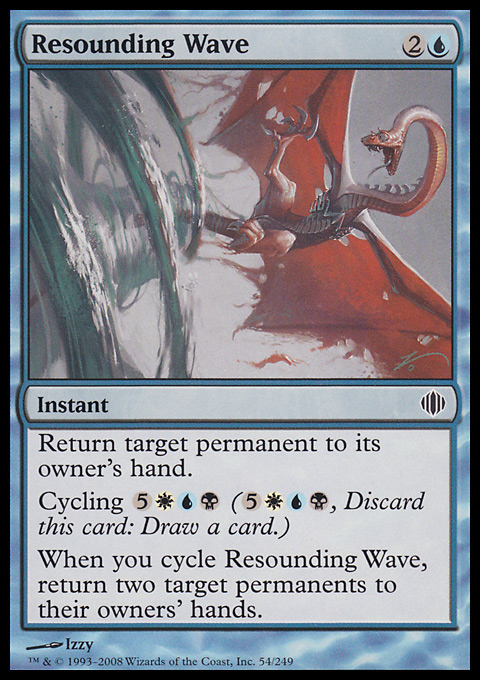 Resounding Wave 2
Instant
Return target permanent to its
owner's hand.
Cycling 5 (5, Discard
this card: Draw a card.)
When you cycle Resounding Wave,
return two target permanents to
their owners' hands.
Izzy
™ & © 1993–2008 Wizards of the Coast, Inc. 54/249